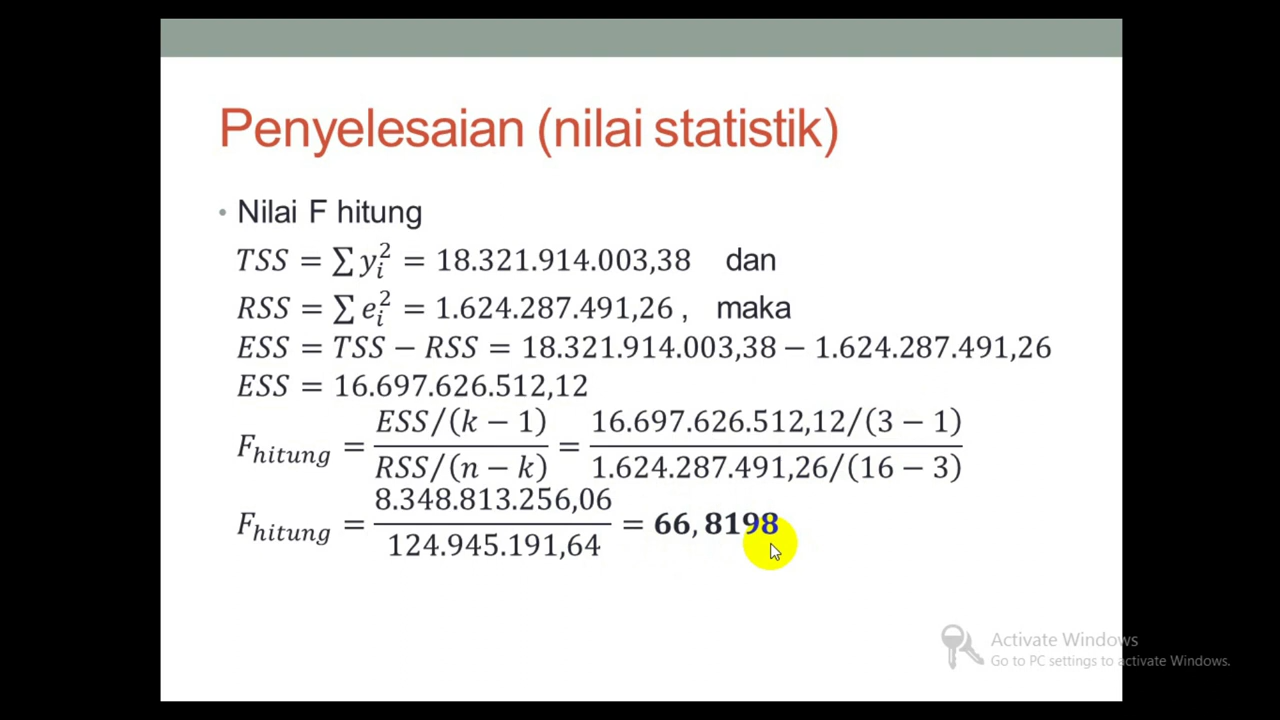 Penyelesaian (nilai statistik)
• Nilai F hitung
TSS = ∑ y_i^2 = 18.321.914.003,38 dan
RSS = ∑ e_i^2 = 1.624.287.491,26 , maka
ESS = TSS − RSS = 18.321.914.003,38 − 1.624.287.491,26
ESS = 16.697.626.512,12
F_hitung = ESS/(k − 1) / RSS/(n − k) = 16.697.626.512,12/(3 − 1) / 1.624.287.491,26/(16 − 3)
F_hitung = 8.348.813.256,06 / 124.945.191,64 = 66,8198
Activate Windows
Go to PC settings to activate Windows.